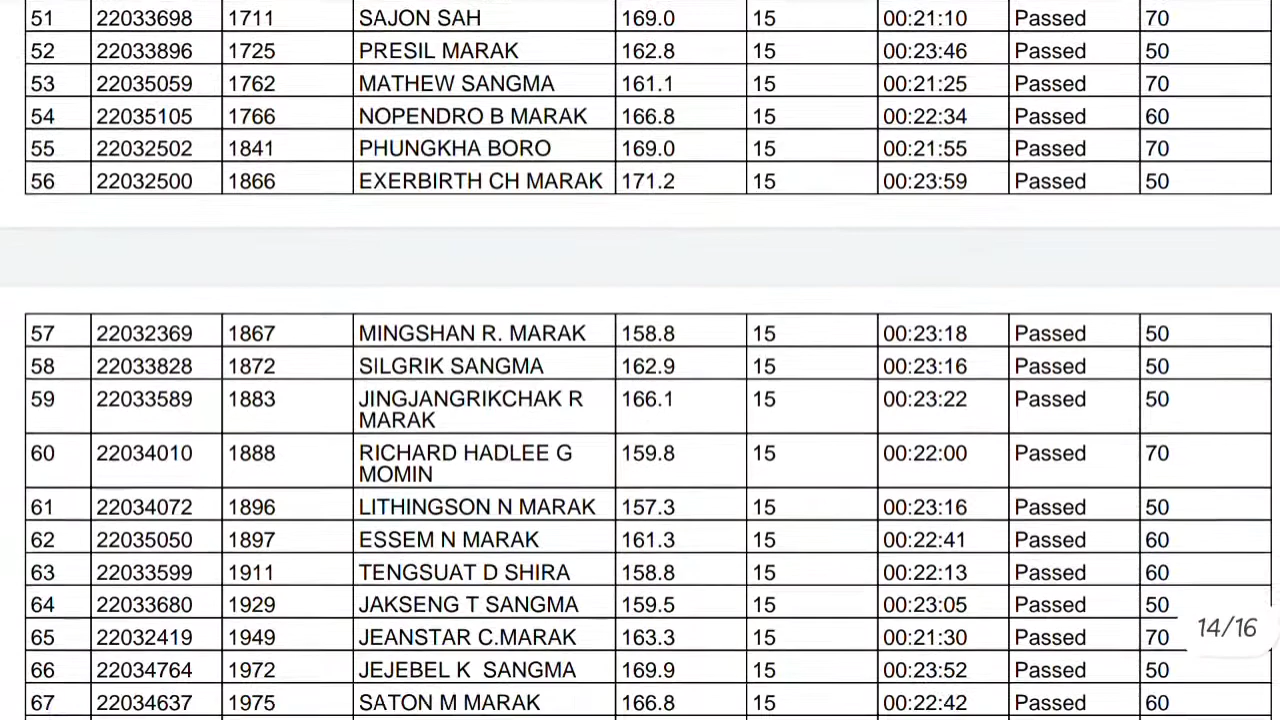 51 22033698 1711 SAJON SAH 169.0 15 00:21:10 Passed 70
52 22033896 1725 PRESIL MARAK 162.8 15 00:23:46 Passed 50
53 22035059 1762 MATHEW SANGMA 161.1 15 00:21:25 Passed 70
54 22035105 1766 NOPENDRO B MARAK 166.8 15 00:22:34 Passed 60
55 22032502 1841 PHUNGKHA BORO 169.0 15 00:21:55 Passed 70
56 22032500 1866 EXERBIRTH CH MARAK 171.2 15 00:23:59 Passed 50
57 22032369 1867 MINGSHAN R. MARAK 158.8 15 00:23:18 Passed 50
58 22033828 1872 SILGRIK SANGMA 162.9 15 00:23:16 Passed 50
59 22033589 1883 JINGJANGRIKCHAK R 166.1 15 00:23:22 Passed 50
MARAK
60 22034010 1888 RICHARD HADLEE G 159.8 15 00:22:00 Passed 70
MOMIN
61 22034072 1896 LITHINGSON N MARAK 157.3 15 00:23:16 Passed 50
62 22035050 1897 ESSEM N MARAK 161.3 15 00:22:41 Passed 60
63 22033599 1911 TENGSUAT D SHIRA 158.8 15 00:22:13 Passed 60
64 22033680 1929 JAKSENG T SANGMA 159.5 15 00:23:05 Passed 50
65 22032419 1949 JEANSTAR C.MARAK 163.3 15 00:21:30 Passed 70
14/16
66 22034764 1972 JEJEBEL K  SANGMA 169.9 15 00:23:52 Passed 50
67 22034637 1975 SATON M MARAK 166.8 15 00:22:42 Passed 60